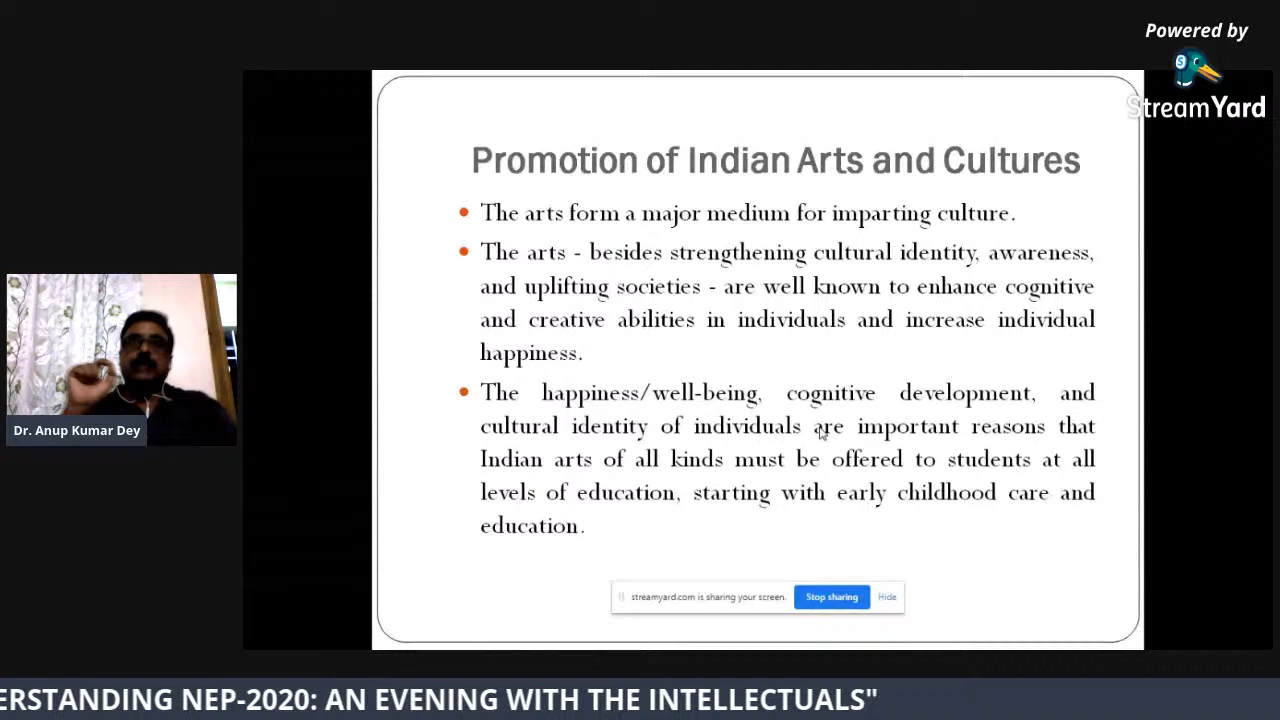 Powered by
StreamYard
Promotion of Indian Arts and Cultures
• The arts form a major medium for imparting culture.
• The arts - besides strengthening cultural identity, awareness,
and uplifting societies - are well known to enhance cognitive
and creative abilities in individuals and increase individual
happiness.
• The happiness/well-being, cognitive development, and
cultural identity of individuals are important reasons that
Indian arts of all kinds must be offered to students at all
levels of education, starting with early childhood care and
education.
Dr. Anup Kumar Dey
streamyard.com is sharing your screen. Stop sharing Hide
ERSTANDING NEP-2020: AN EVENING WITH THE INTELLECTUALS"